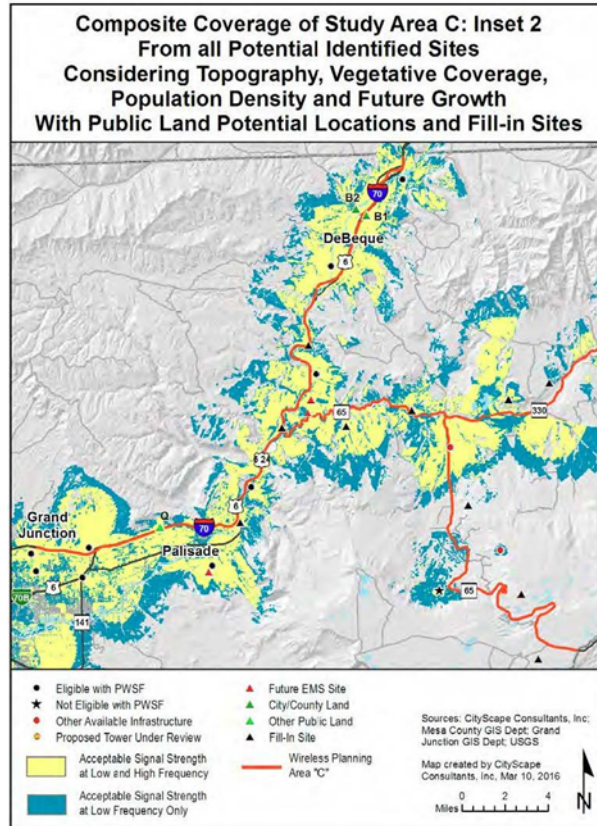 Composite Coverage of Study Area C: Inset 2
From all Potential Identified Sites
Considering Topography, Vegetative Coverage,
Population Density and Future Growth
With Public Land Potential Locations and Fill-in Sites
B2
70
B1
DeBeque
6
65
330
6 24
6
Grand
Junction
Q
70
Palisade
6
70B
141
65
Eligible with PWSF
Not Eligible with PWSF
Other Available Infrastructure
Proposed Tower Under Review
Acceptable Signal Strength
at Low and High Frequency
Acceptable Signal Strength
at Low Frequency Only
Future EMS Site
City/County Land
Other Public Land
Fill-In Site
Wireless Planning
Area "C"
Sources: CityScape Consultants, Inc;
Mesa County GIS Dept; Grand
Junction GIS Dept; USGS
Map created by CityScape
Consultants, Inc, Mar 10, 2016
0 2 4
Miles
N